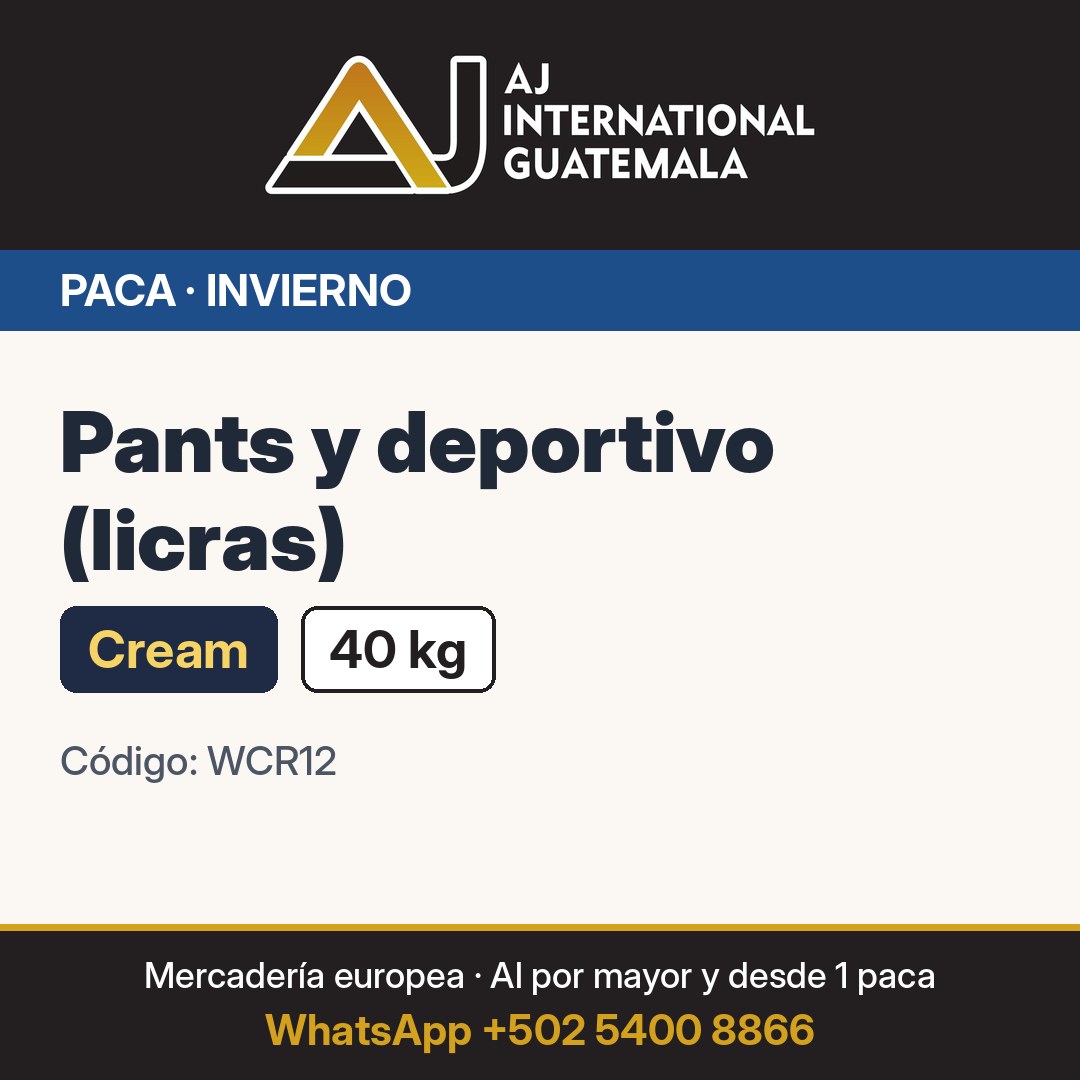 AJ
AJ
INTERNATIONAL
GUATEMALA
PACA · INVIERNO
Pants y deportivo
(licras)
Cream
40 kg
Código: WCR12
Mercadería europea · Al por mayor y desde 1 paca
WhatsApp +502 5400 8866